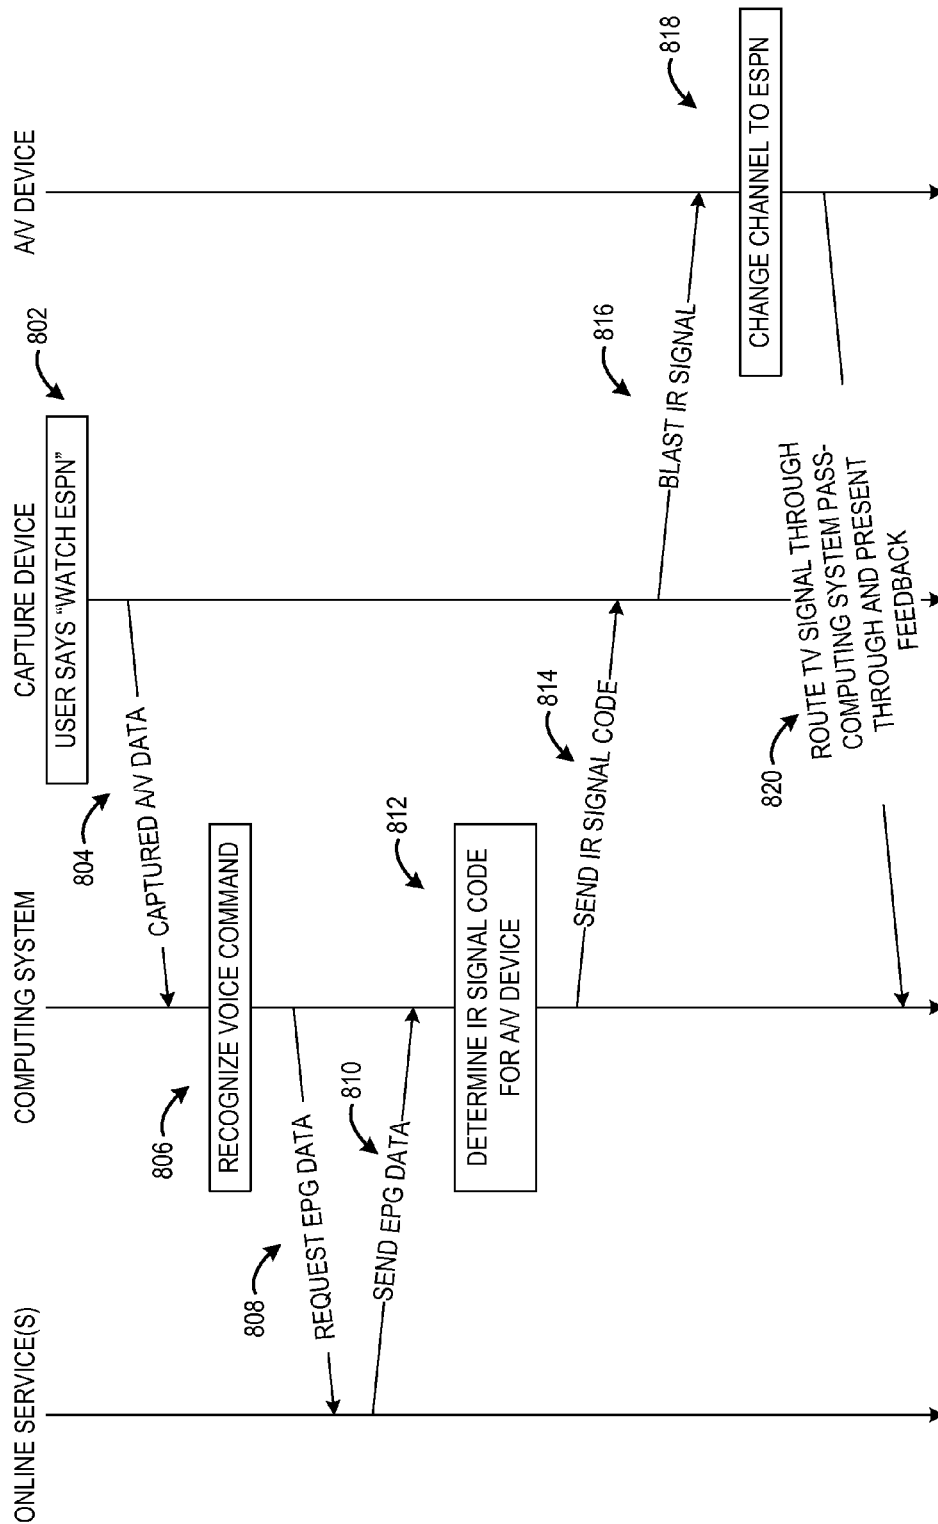 ONLINE SERVICE(S)
COMPUTING SYSTEM
CAPTURE DEVICE
A/V DEVICE
USER SAYS “WATCH ESPN”
802
804
CAPTURED A/V DATA
806
RECOGNIZE VOICE COMMAND
808
REQUEST EPG DATA
810
SEND EPG DATA
812
DETERMINE IR SIGNAL CODE
FOR A/V DEVICE
814
SEND IR SIGNAL CODE
816
BLAST IR SIGNAL
818
CHANGE CHANNEL TO ESPN
820
ROUTE TV SIGNAL THROUGH
COMPUTING SYSTEM PASS-
THROUGH AND PRESENT
FEEDBACK